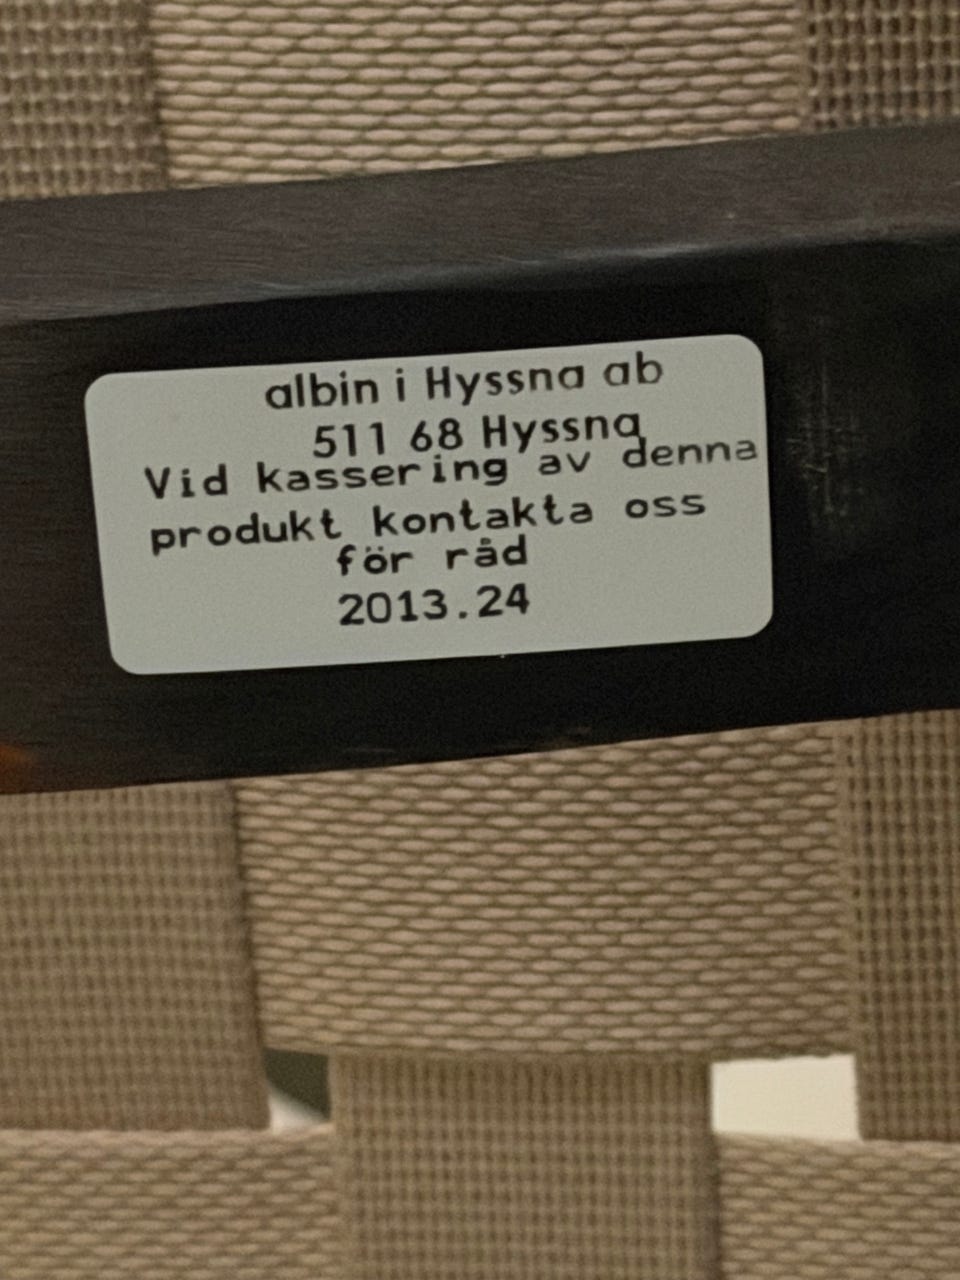 albin i Hyssna ab
511 68 Hyssna
Vid kassering av denna
produkt kontakta oss
för råd
2013.24